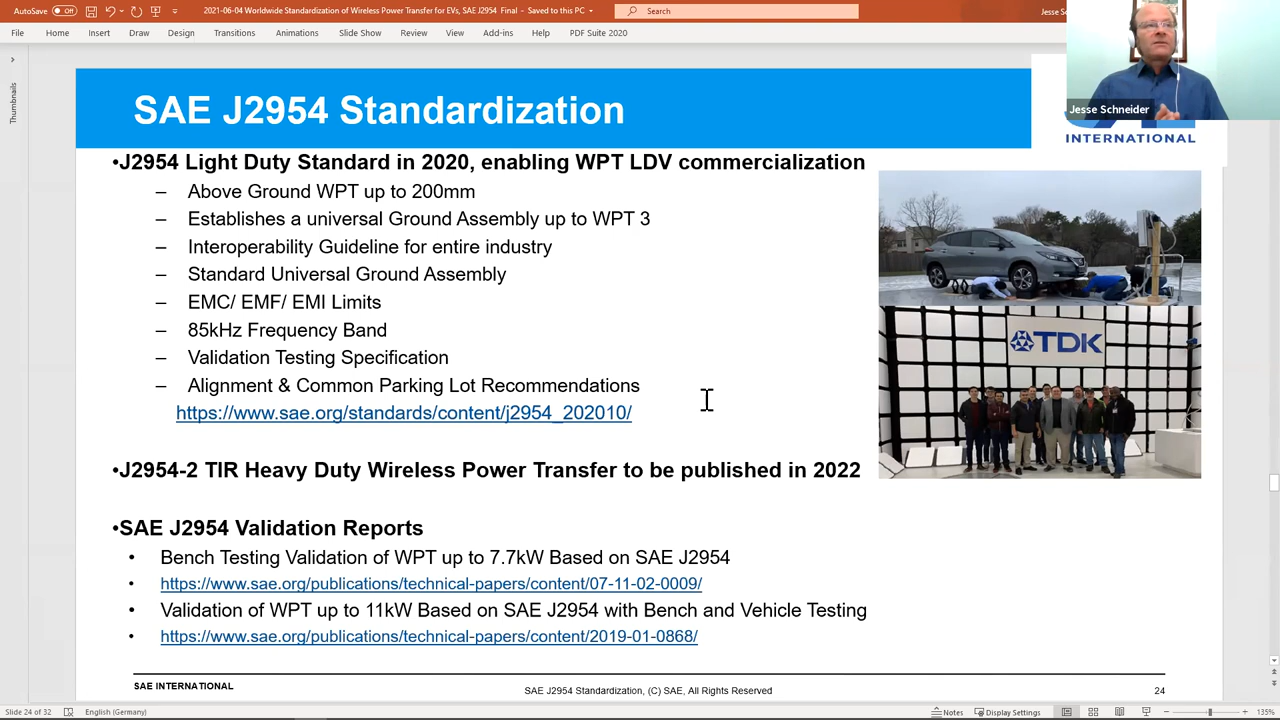 AutoSave Off 2021-06-04 Worldwide Standardization of Wireless Power Transfer for EVs, SAE J2954 Final - Saved to this PC Search Jesse Sc
File Home Insert Draw Design Transitions Animations Slide Show Review View Add-ins Help PDF Suite 2020
Thumbnails
Jesse Schneider
SAE J2954 Standardization
INTERNATIONAL
•J2954 Light Duty Standard in 2020, enabling WPT LDV commercialization
– Above Ground WPT up to 200mm
– Establishes a universal Ground Assembly up to WPT 3
– Interoperability Guideline for entire industry
– Standard Universal Ground Assembly
– EMC/ EMF/ EMI Limits
– 85kHz Frequency Band
– Validation Testing Specification
– Alignment & Common Parking Lot Recommendations
https://www.sae.org/standards/content/j2954_202010/
TDK
•J2954-2 TIR Heavy Duty Wireless Power Transfer to be published in 2022
•SAE J2954 Validation Reports
• Bench Testing Validation of WPT up to 7.7kW Based on SAE J2954
• https://www.sae.org/publications/technical-papers/content/07-11-02-0009/
• Validation of WPT up to 11kW Based on SAE J2954 with Bench and Vehicle Testing
• https://www.sae.org/publications/technical-papers/content/2019-01-0868/
SAE INTERNATIONAL SAE J2954 Standardization, (C) SAE, All Rights Reserved 24
Slide 24 of 32 English (Germany) Notes Display Settings 135%